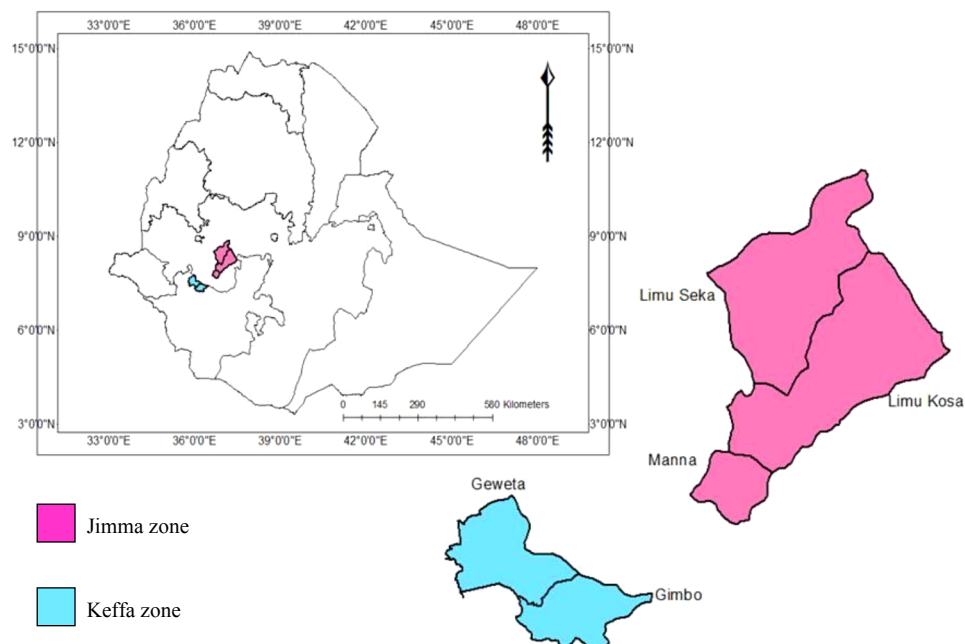 33°0'0"E 36°0'0"E 39°0'0"E 42°0'0"E 45°0'0"E 48°0'0"E
15°0'0"N 15°0'0"N
12°0'0"N 12°0'0"N
9°0'0"N 9°0'0"N
6°0'0"N 6°0'0"N
3°0'0"N 3°0'0"N
0 145 290 580 Kilometers
33°0'0"E 36°0'0"E 39°0'0"E 42°0'0"E 45°0'0"E 48°0'0"E
Limu Seka
Limu Kosa
Manna
Geweta
Gimbo
Jimma zone
Keffa zone